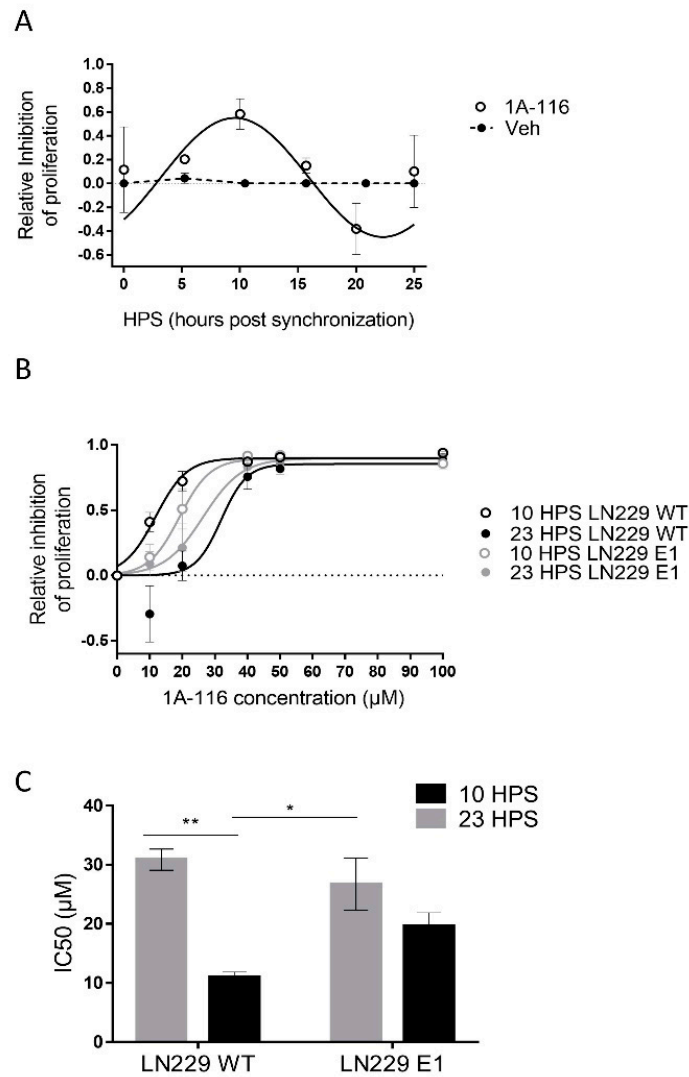 A
Relative Inhibition
of proliferation
1.0
0.8
0.6
0.4
0.2
0.0
-0.2
-0.4
-0.6
0 5 10 15 20 25
HPS (hours post synchronization)
1A-116
Veh
B
Relative inhibition
of proliferation
1.0
0.5
0.0
-0.5
0 10 20 30 40 50 60 70 80 90 100
1A-116 concentration (µM)
10 HPS LN229 WT
23 HPS LN229 WT
10 HPS LN229 E1
23 HPS LN229 E1
C
IC50 (µM)
40
30
20
10
0
**
*
10 HPS
23 HPS
LN229 WT LN229 E1